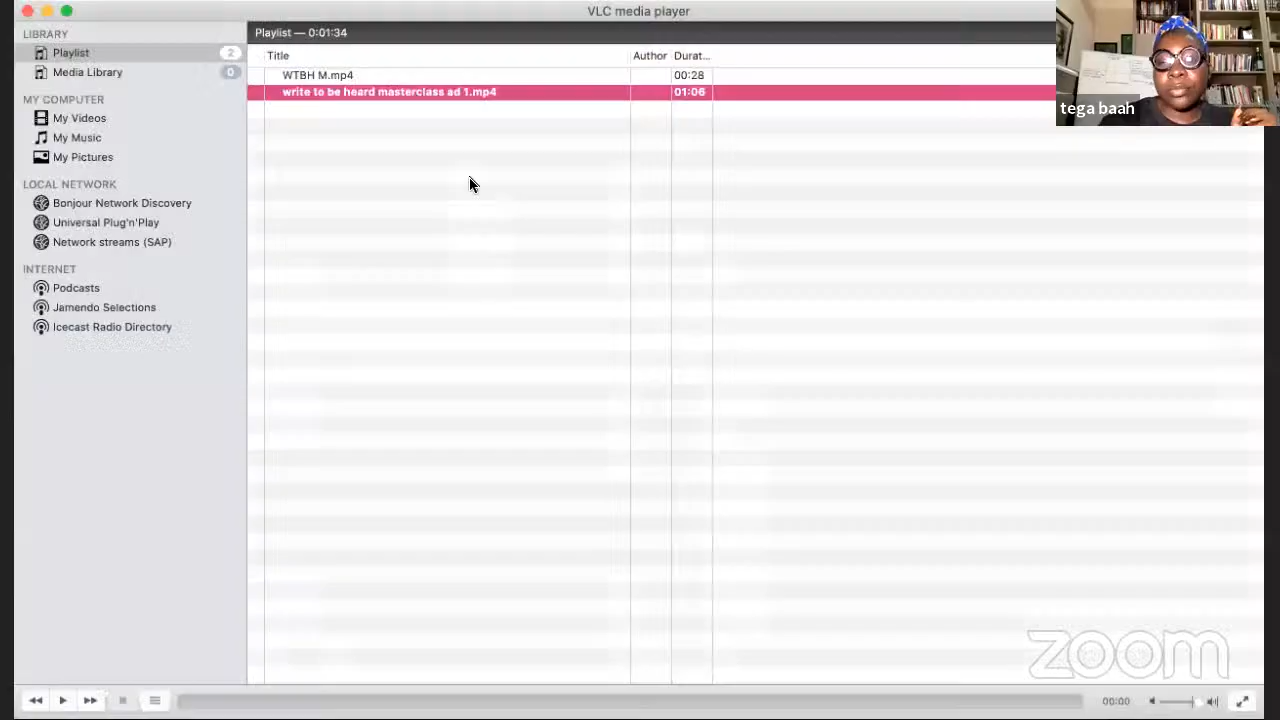 VLC media player
LIBRARY
Playlist 2
Media Library 0
MY COMPUTER
My Videos
My Music
My Pictures
LOCAL NETWORK
Bonjour Network Discovery
Universal Plug'n'Play
Network streams (SAP)
INTERNET
Podcasts
Jamendo Selections
Icecast Radio Directory
Playlist — 0:01:34
Title Author Durat...
WTBH M.mp4 00:28
write to be heard masterclass ad 1.mp4 01:06
tega baah
zoom
00:00